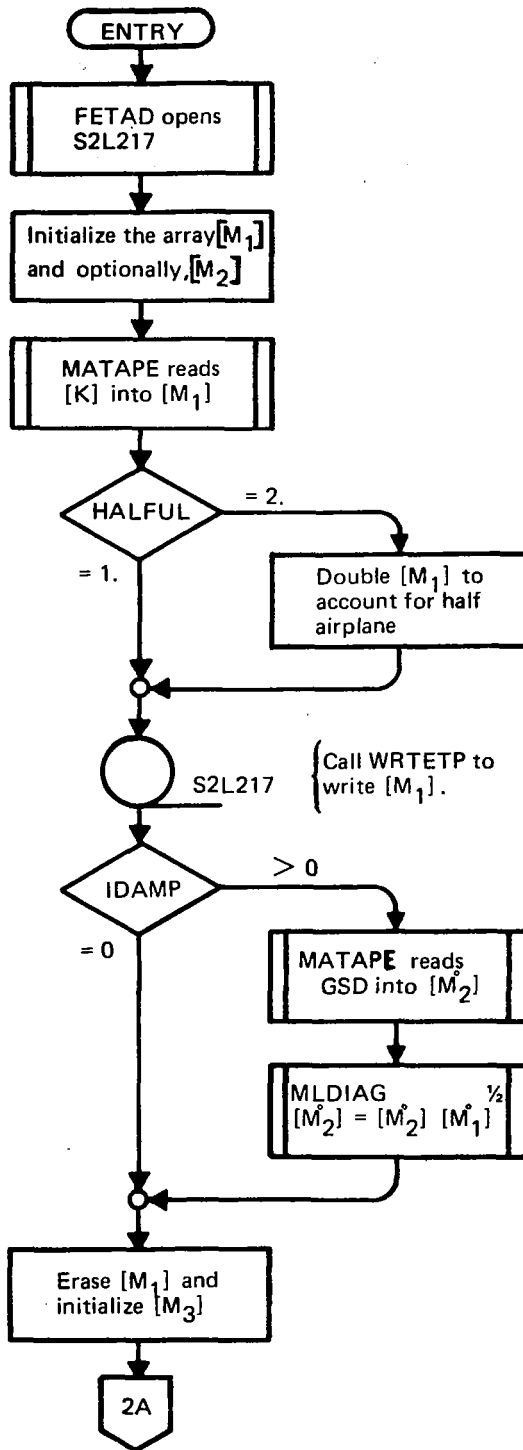 ENTRY
FETAD opens
S2L217
Initialize the array [M₁]
and optionally, [M₂]
MATAPE reads
[K] into [M₁]
HALFUL
= 2.
= 1.
Double [M₁] to
account for half
airplane
S2L217
{Call WRTETP to
write [M₁].
IDAMP
> 0
= 0
MATAPE reads
GSD into [M°₂]
MLDIAG ½
[M°₂] = [M°₂] [M°₁]
Erase [M₁] and
initialize [M₃]
2A